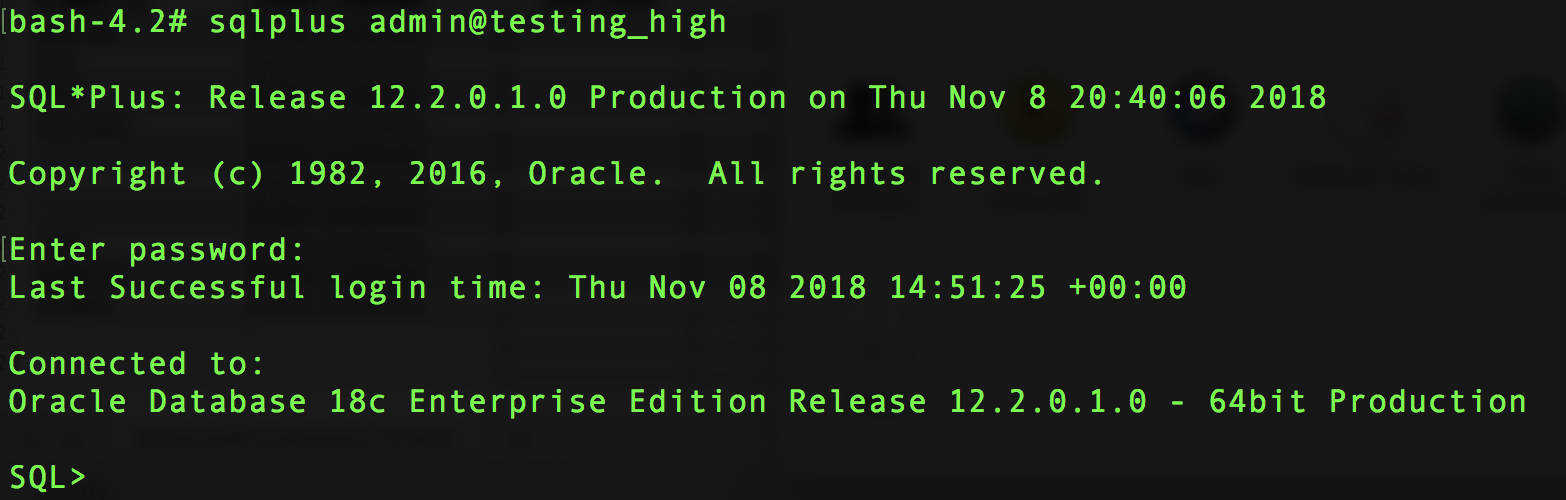 [bash-4.2# sqlplus admin@testing_high
SQL*Plus: Release 12.2.0.1.0 Production on Thu Nov 8 20:40:06 2018
Copyright (c) 1982, 2016, Oracle.  All rights reserved.
[Enter password:
Last Successful login time: Thu Nov 08 2018 14:51:25 +00:00
Connected to:
Oracle Database 18c Enterprise Edition Release 12.2.0.1.0 - 64bit Production
SQL>